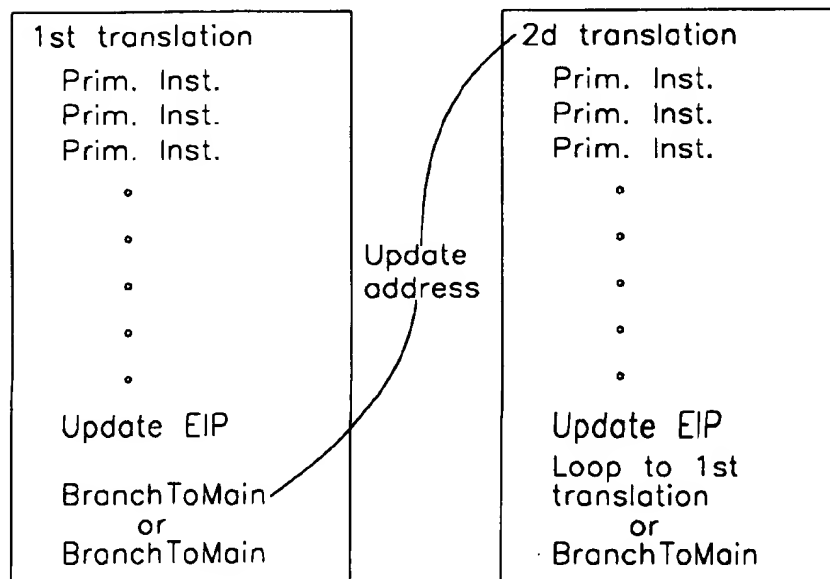 1st translation
Prim. Inst.
Prim. Inst.
Prim. Inst.
Update EIP
BranchToMain
or
BranchToMain
Update
address
2d translation
Prim. Inst.
Prim. Inst.
Prim. Inst.
Update EIP
Loop to 1st
translation
or
BranchToMain